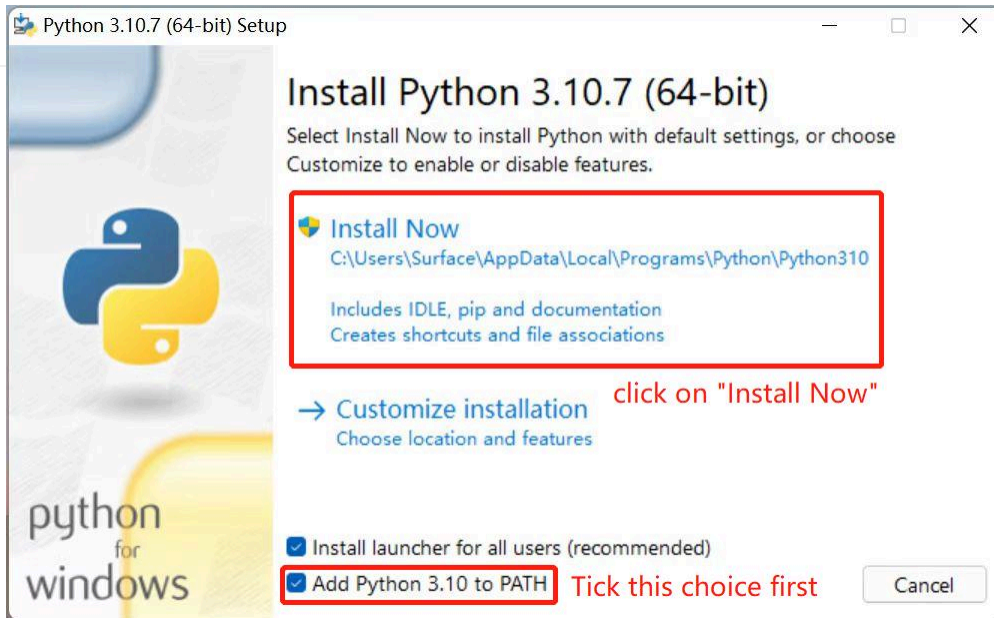 Python 3.10.7 (64-bit) Setup
Install Python 3.10.7 (64-bit)
Select Install Now to install Python with default settings, or choose
Customize to enable or disable features.
Install Now
C:\Users\Surface\AppData\Local\Programs\Python\Python310
Includes IDLE, pip and documentation
Creates shortcuts and file associations
click on "Install Now"
Customize installation
Choose location and features
python
for
windows
Install launcher for all users (recommended)
Add Python 3.10 to PATH
Tick this choice first
Cancel